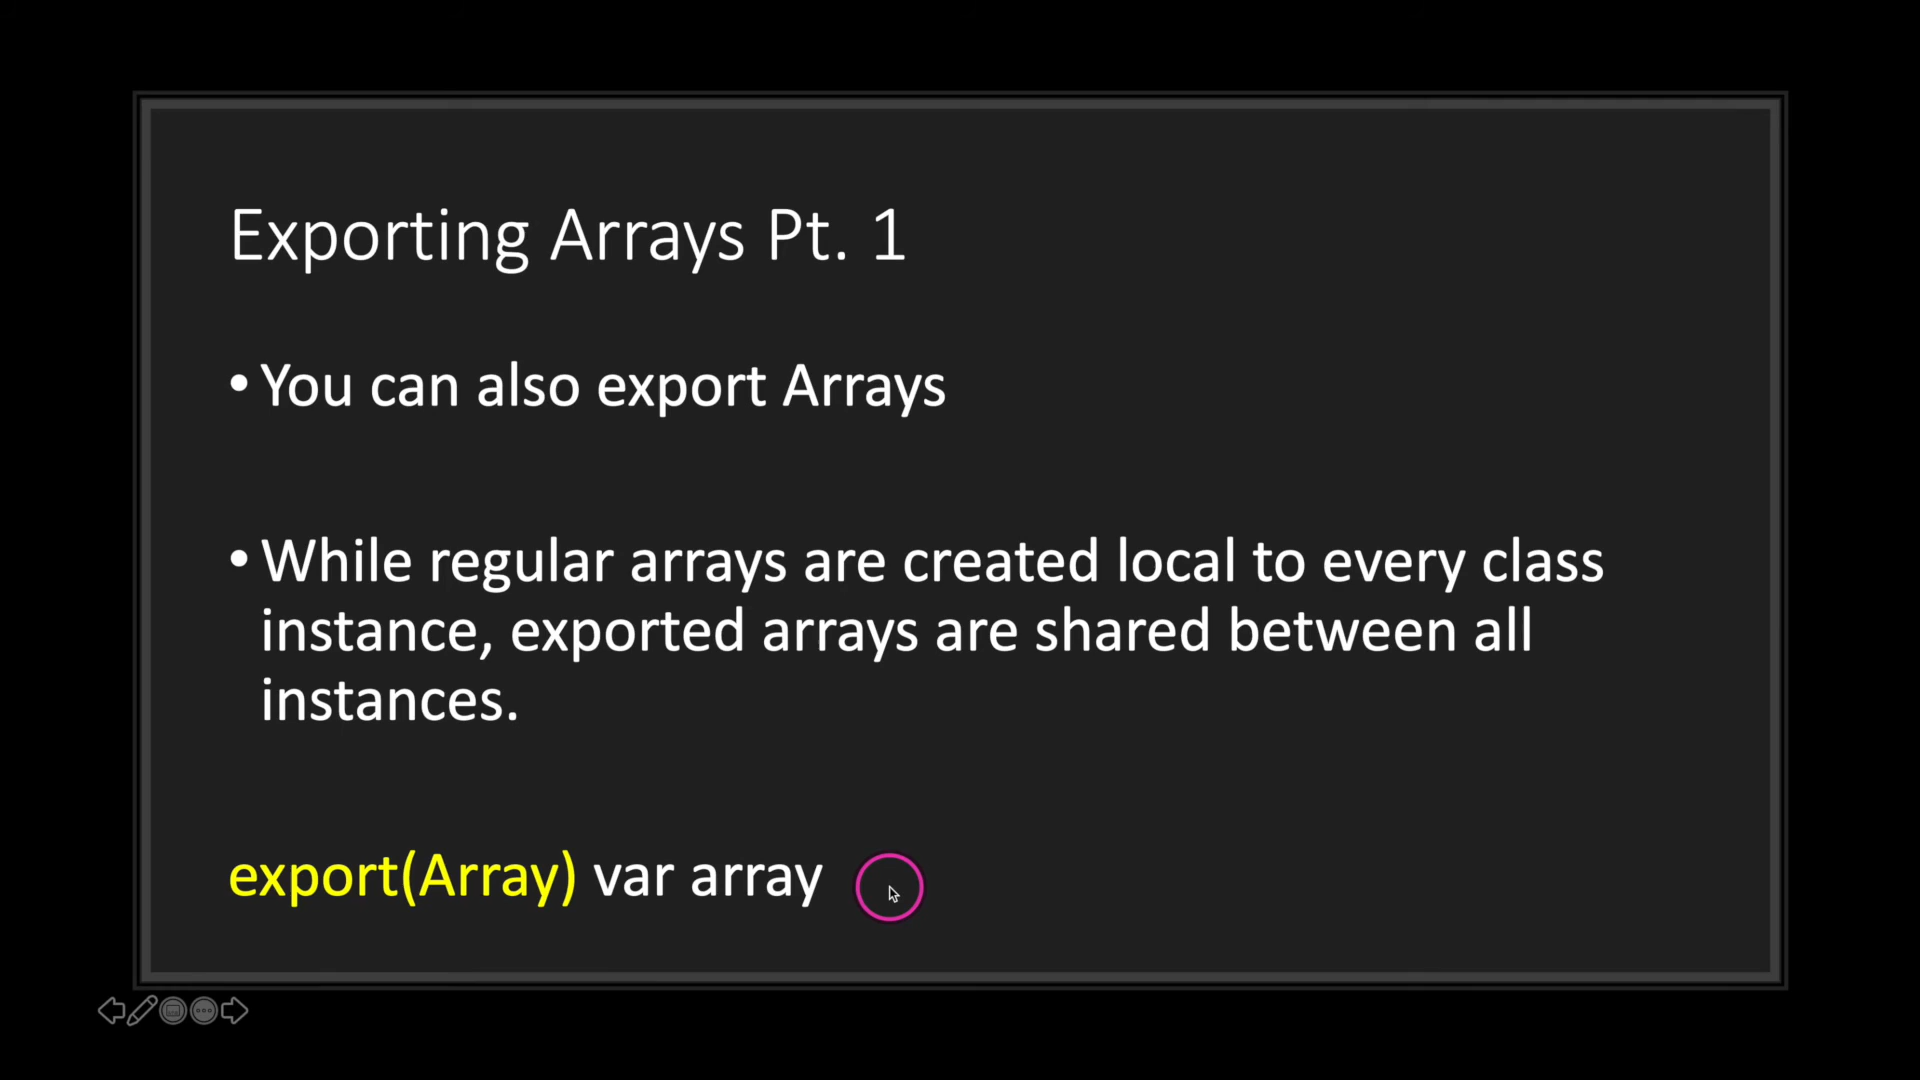 Exporting Arrays Pt. 1
• You can also export Arrays
• While regular arrays are created local to every class
instance, exported arrays are shared between all
instances.
export(Array) var array